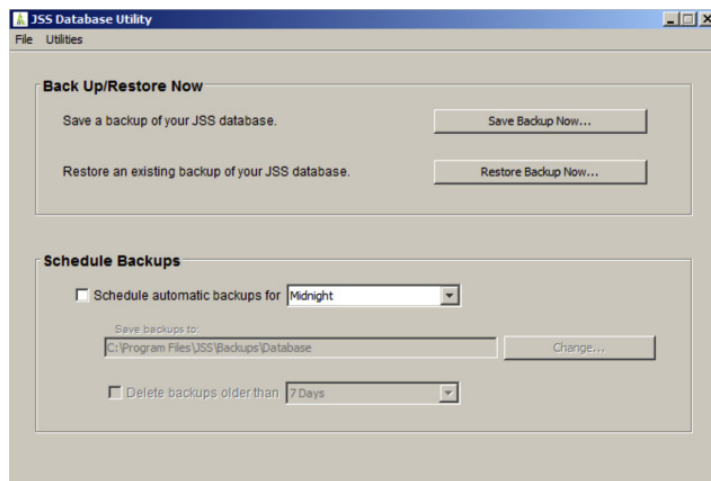 JSS Database Utility
File Utilities
Back Up/Restore Now
Save a backup of your JSS database. Save Backup Now...
Restore an existing backup of your JSS database. Restore Backup Now...
Schedule Backups
Schedule automatic backups for Midnight
Save backups to:
C:\Program Files\JSS\Backups\Database Change...
Delete backups older than 7 Days